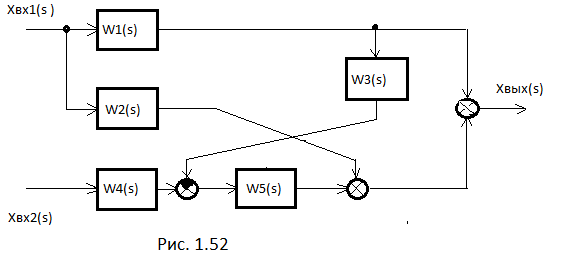 Xвх1(s )
W1(s)
W3(s)
Xвых(s)
W2(s)
W4(s)
W5(s)
Xвх2(s)
Рис. 1.52